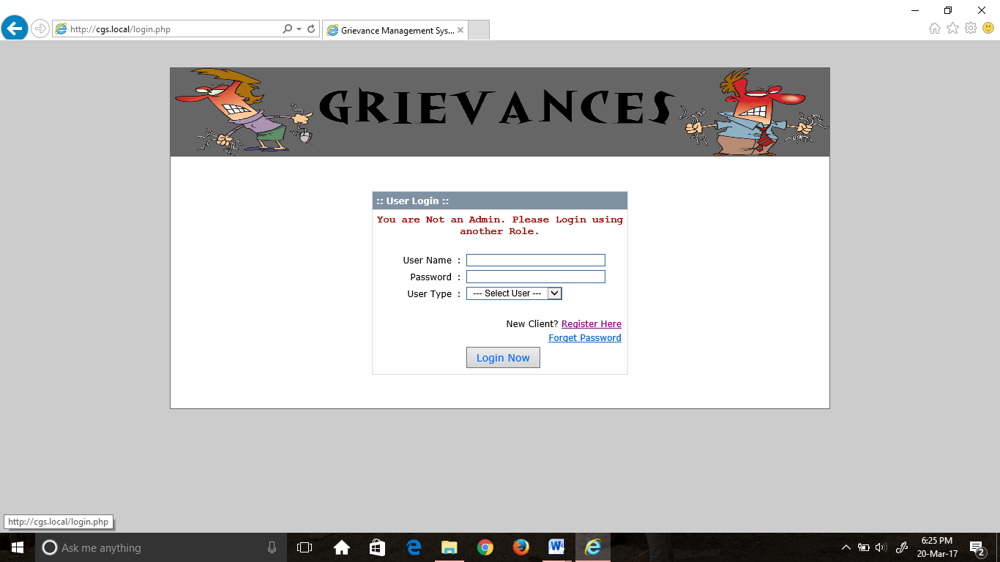 http://cgs.local/login.php
Grievance Management Sys...
GRIEVANCES
:: User Login ::
You are Not an Admin. Please Login using
another Role.
User Name :
Password :
User Type : --- Select User ---
New Client? Register Here
Forget Password
Login Now
http://cgs.local/login.php
Ask me anything
6:25 PM
20-Mar-17
2